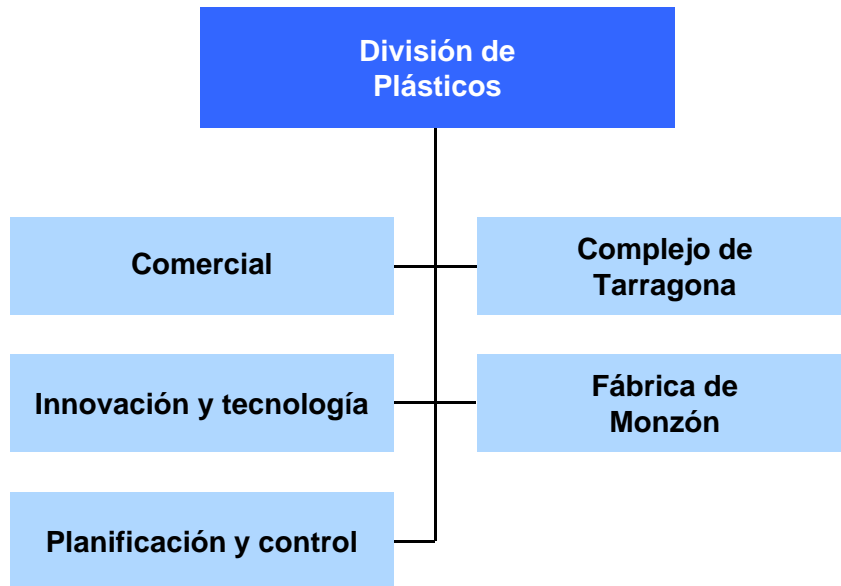 División de
Plásticos
Comercial
Complejo de
Tarragona
Innovación y tecnología
Fábrica de
Monzón
Planificación y control